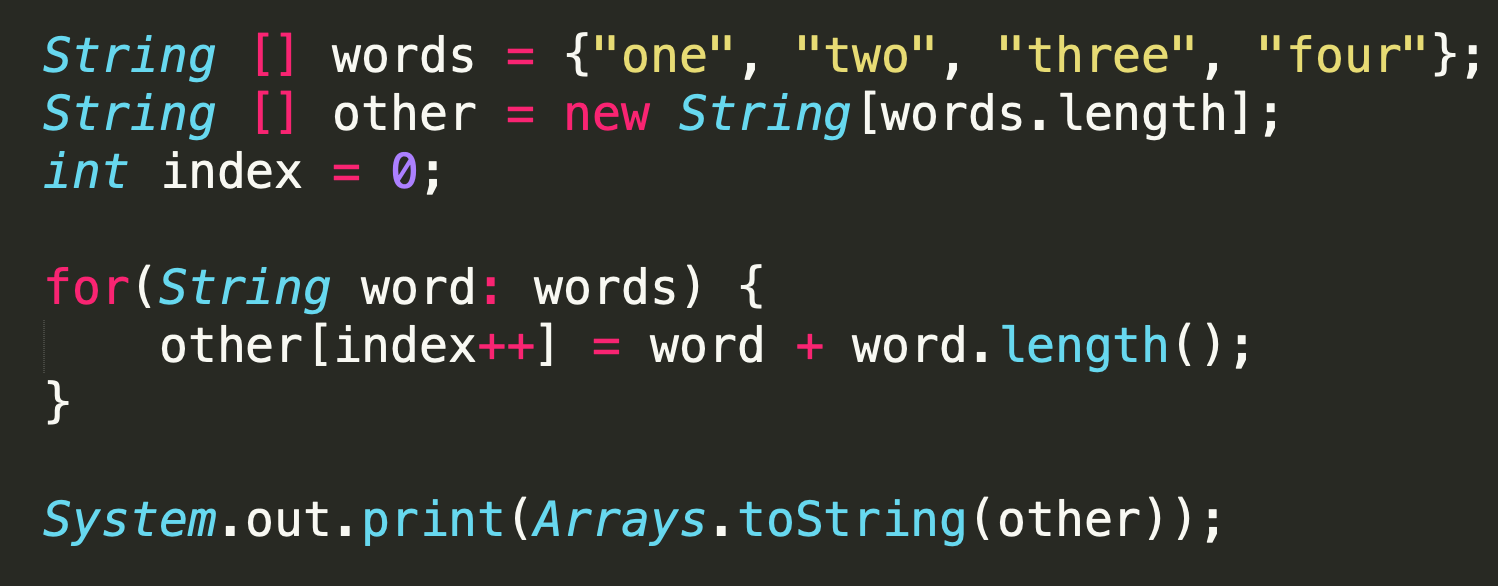 String [] words = {"one", "two", "three", "four"};
String [] other = new String[words.length];
int index = 0;
for(String word: words) {
    other[index++] = word + word.length();
}
System.out.print(Arrays.toString(other));